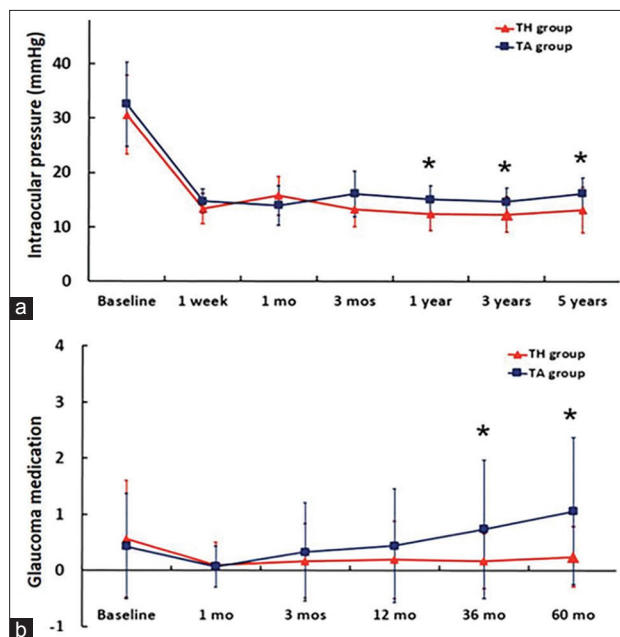 TH group
TA group
Intraocular pressure (mmHg)
40
30
20
10
0
* * *
Baseline 1 week 1 mo 3 mos 1 year 3 years 5 years
a
TH group
TA group
Glaucoma medication
4
3
2
1
0
-1
* *
Baseline 1 mo 3 mos 12 mo 36 mo 60 mo
b